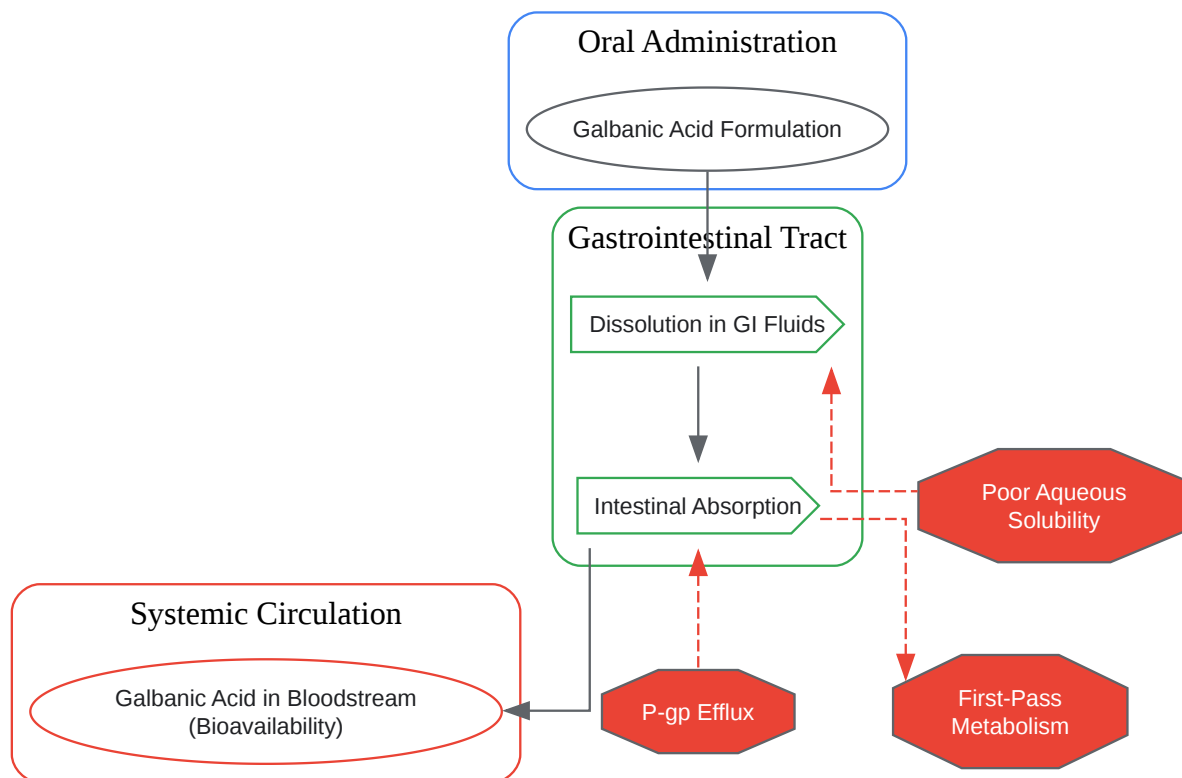 Oral Administration
Galbanic Acid Formulation
Gastrointestinal Tract
Dissolution in GI Fluids
Intestinal Absorption
Poor Aqueous
Solubility
Systemic Circulation
Galbanic Acid in Bloodstream
(Bioavailability)
P-gp Efflux
First-Pass
Metabolism